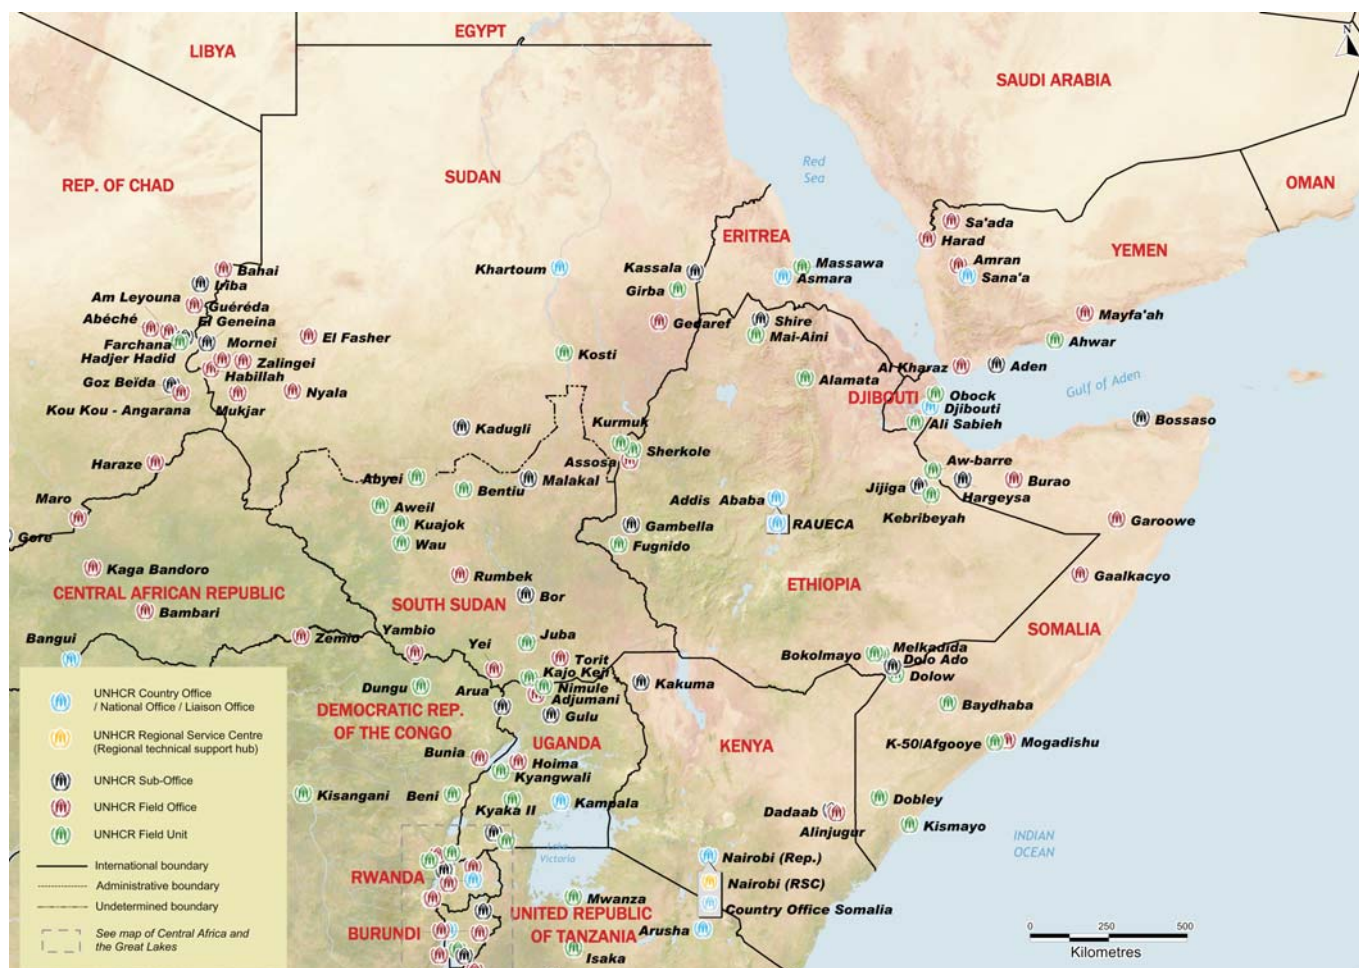 EGYPT
LIBYA
SAUDI ARABIA
N
REP. OF CHAD
SUDAN
Red
Sea
OMAN
ERITREA
YEMEN
Sa'ada
Harad
Amran
Sana'a
Bahai
Iriba
Khartoum
Kassala
Girba
Massawa
Asmara
Am Leyouna
Guéréda
Abéché
El Geneina
Farchana
Mornei
El Fasher
Gedaref
Shire
Mai-Aini
Mayfa'ah
Ahwar
Hadjer Hadid
Zalingei
Habillah
Kosti
Al Kharaz
Aden
Goz Beïda
Nyala
Alamata
DJIBOUTI
Obock
Djibouti
Ali Sabieh
Gulf of Aden
Bossaso
Kou Kou - Angarana
Mukjar
Kadugli
Kurmuk
Sherkole
Assosa
Haraze
Abyei
Bentiu
Malakal
Aw-barre
Jijiga
Hargeysa
Burao
Kebribeyah
Maro
Aweil
Kuajok
Wau
Addis Ababa
RAUECA
Gambella
Fugnido
Garoowe
Gore
Kaga Bandoro
CENTRAL AFRICAN REPUBLIC
Bambari
Rumbek
SOUTH SUDAN
Bor
ETHIOPIA
Gaalkacyo
SOMALIA
Bangui
Zemio
Yambio
Yei
Juba
Torit
Kajo Keji
Nimule
Adjumani
Kakuma
Bokolmayo
Melkadida
Dolo Ado
Dolow
Dungu
Arua
Gulu
Baydhaba
DEMOCRATIC REP.
OF THE CONGO
UGANDA
KENYA
K-50/Afgooye
Mogadishu
Bunia
Hoima
Kyangwali
Kisangani
Beni
Kyaka II
Kampala
Dadaab
Alinjugur
Dobley
Kismayo
INDIAN
OCEAN
Lake
Victoria
Nairobi (Rep.)
Nairobi (RSC)
Country Office Somalia
RWANDA
Mwanza
BURUNDI
UNITED REPUBLIC
OF TANZANIA
Arusha
Isaka
UNHCR Country Office
/ National Office / Liaison Office
UNHCR Regional Service Centre
(Regional technical support hub)
UNHCR Sub-Office
UNHCR Field Office
UNHCR Field Unit
International boundary
Administrative boundary
Undetermined boundary
See map of Central Africa and
the Great Lakes
0 250 500
Kilometres